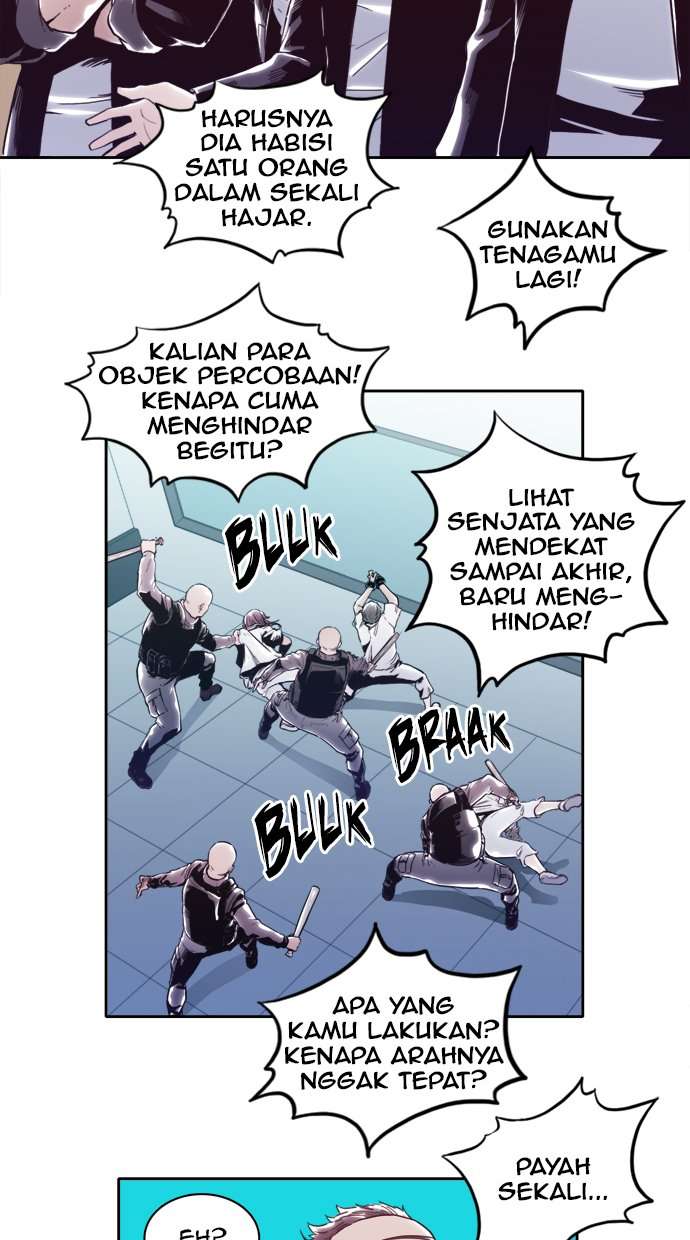 HARUSNYA
DIA HABISI
SATU ORANG
DALAM SEKALI
HAJAR.
GUNAKAN
TENAGAMU
LAGI!
KALIAN PARA
OBJEK PERCOBAAN!
KENAPA CUMA
MENGHINDAR
BEGITU?
LIHAT
SENJATA YANG
MENDEKAT
SAMPAI AKHIR,
BARU MENG-
HINDAR!
BUUK
BRAAK
BUUK
APA YANG
KAMU LAKUKAN?
KENAPA ARAHNYA
NGGAK TEPAT?
PAYAH
SEKALI...
EH?